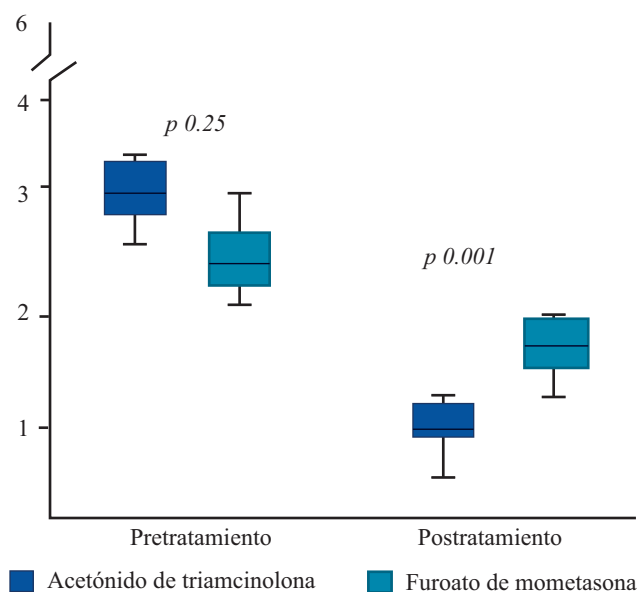 6
4
p 0.25
3
p 0.001
2
1
Pretratamiento Postratamiento
Acetónido de triamcinolona Furoato de mometasona